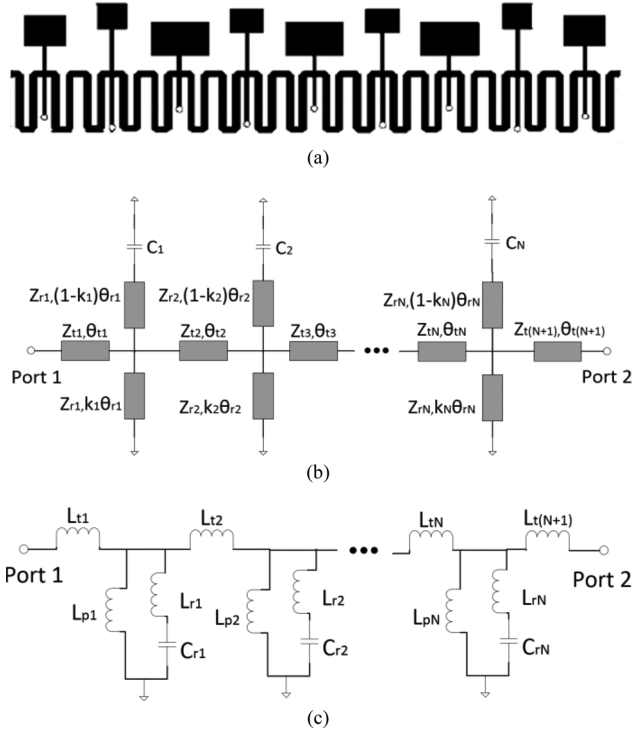 (a)
C1 C2 CN
Zr1,(1-k1)θr1 Zr2,(1-k2)θr2 ZrN,(1-kN)θrN
Zt1,θt1 Zt2,θt2 Zt3,θt3 ZtN,θtN Zt(N+1),θt(N+1)
Port 1 Port 2
Zr1,k1θr1 Zr2,k2θr2 ZrN,kNθrN
(b)
Lt1 Lt2 LtN Lt(N+1)
Port 1 Port 2
Lp1 Lr1 Lp2 Lr2 LpN LrN
Cr1 Cr2 CrN
(c)